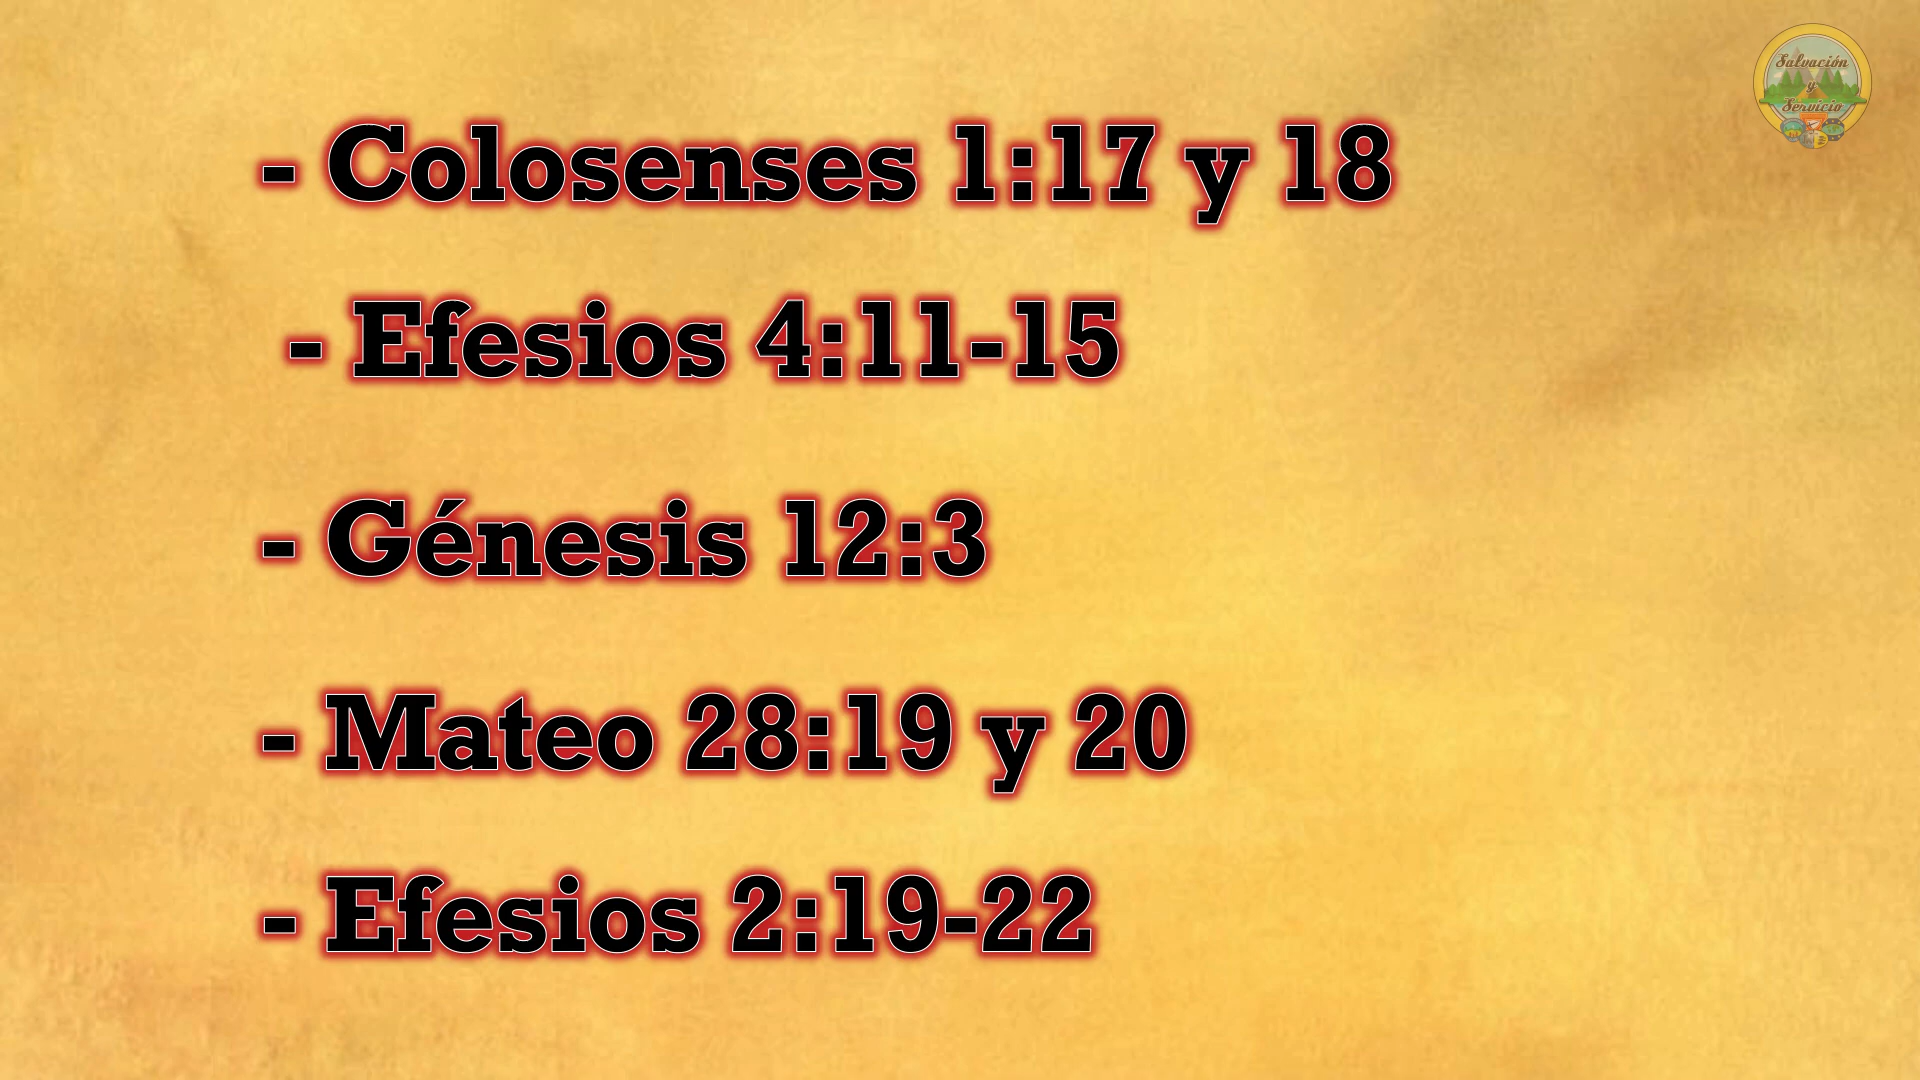 Salvación
y
Servicio
- Colosenses 1:17 y 18
- Efesios 4:11-15
- Génesis 12:3
- Mateo 28:19 y 20
- Efesios 2:19-22